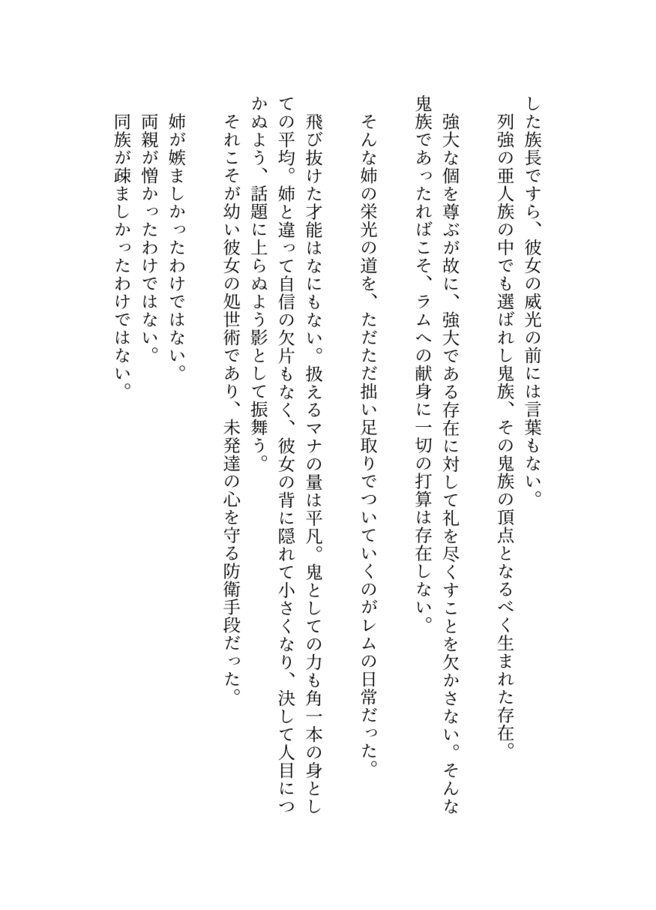 した族長ですら、彼女の威光の前には言葉もない。
列強の亜人族の中でも選ばれし鬼族、その鬼族の頂点となるべく生まれた存在。
強大な個を尊ぶが故に、強大である存在に対して礼を尽くすことを欠かさない。そんな
鬼族であったればこそ、ラムへの献身に一切の打算は存在しない。
そんな姉の栄光の道を、ただただ拙い足取りでついていくのがレムの日常だった。
飛び抜けた才能はなにもない。扱えるマナの量は平凡。鬼としての力も角一本の身とし
ての平均。姉と違って自信の欠片もなく、彼女の背に隠れて小さくなり、決して人目につ
かぬよう、話題に上らぬよう影として振舞う。
それこそが幼い彼女の処世術であり、未発達の心を守る防衛手段だった。
姉が嫉ましかったわけではない。
両親が憎かったわけではない。
同族が疎ましかったわけではない。